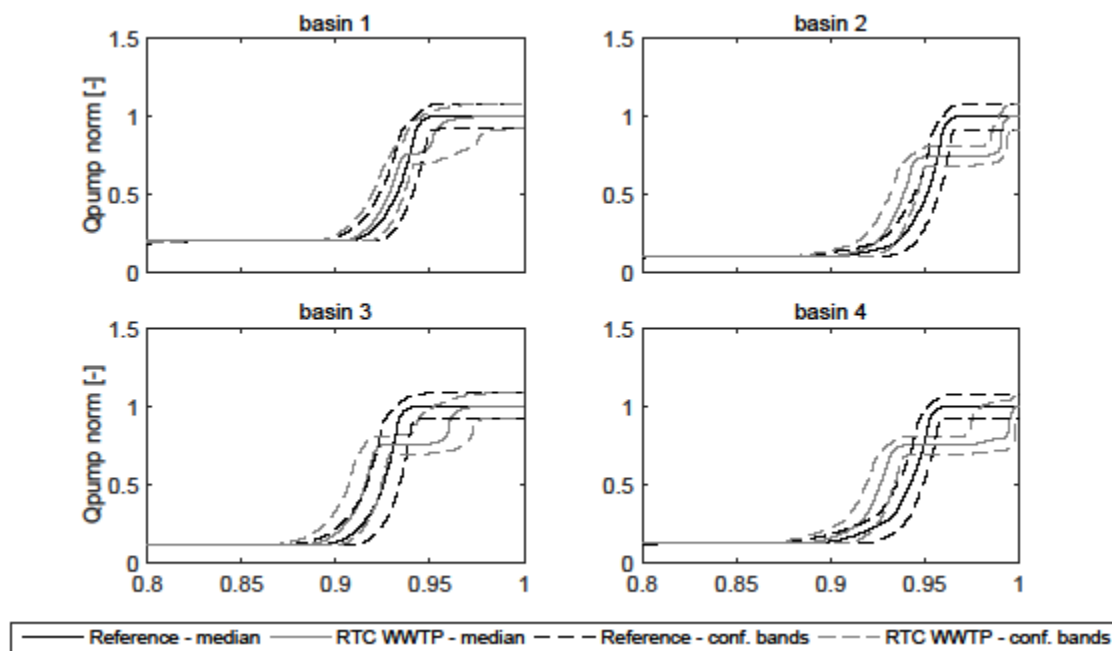 basin 1
basin 2
1.5
1
0.5
0
Qpump norm [-]
1.5
1
0.5
0
basin 3
basin 4
1.5
1
0.5
0
Qpump norm [-]
0.8 0.85 0.9 0.95 1
1.5
1
0.5
0
0.8 0.85 0.9 0.95 1
Reference - median RTC WWTP - median Reference - conf. bands RTC WWTP - conf. bands